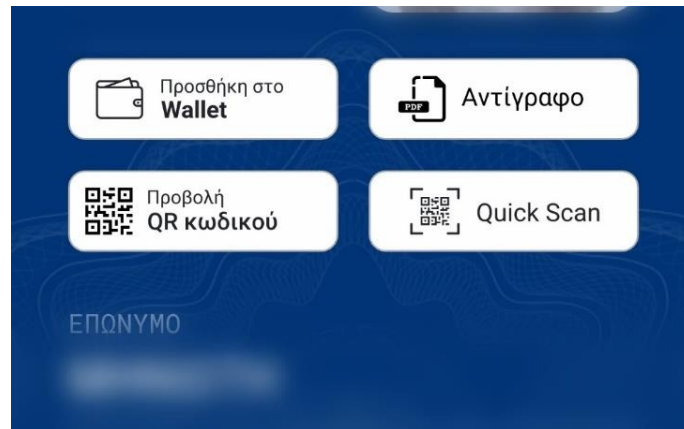 Προσθήκη στο
Wallet
PDF
Αντίγραφο
Προβολή
QR κωδικού
Quick Scan
ΕΠΩΝΥΜΟ